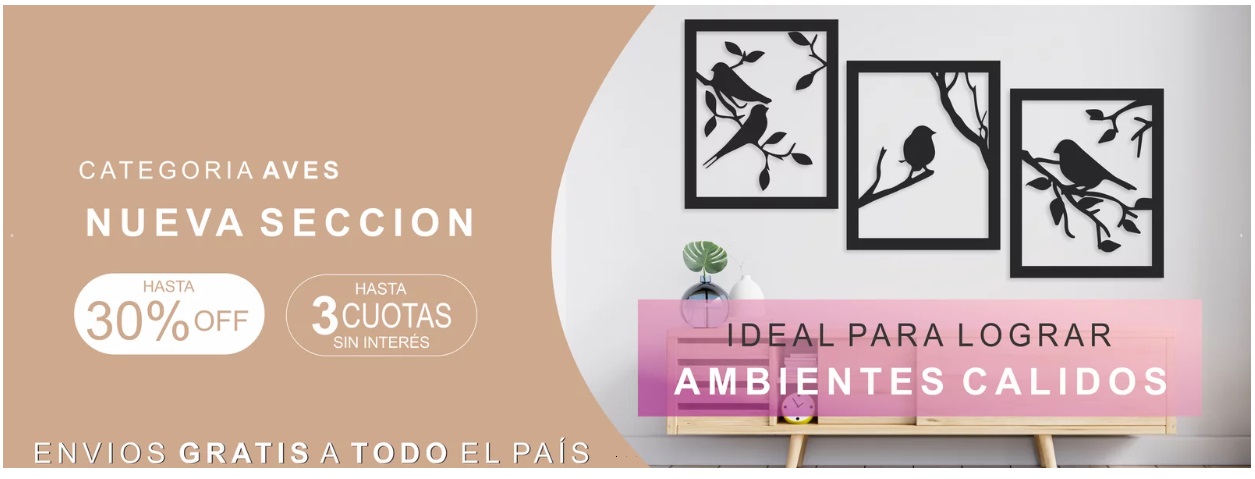 CATEGORIA AVES
NUEVA SECCION
HASTA
30% OFF
HASTA
3 CUOTAS
SIN INTERÉS
ENVIOS GRATIS A TODO EL PAÍS
IDEAL PARA LOGRAR
AMBIENTES CALIDOS